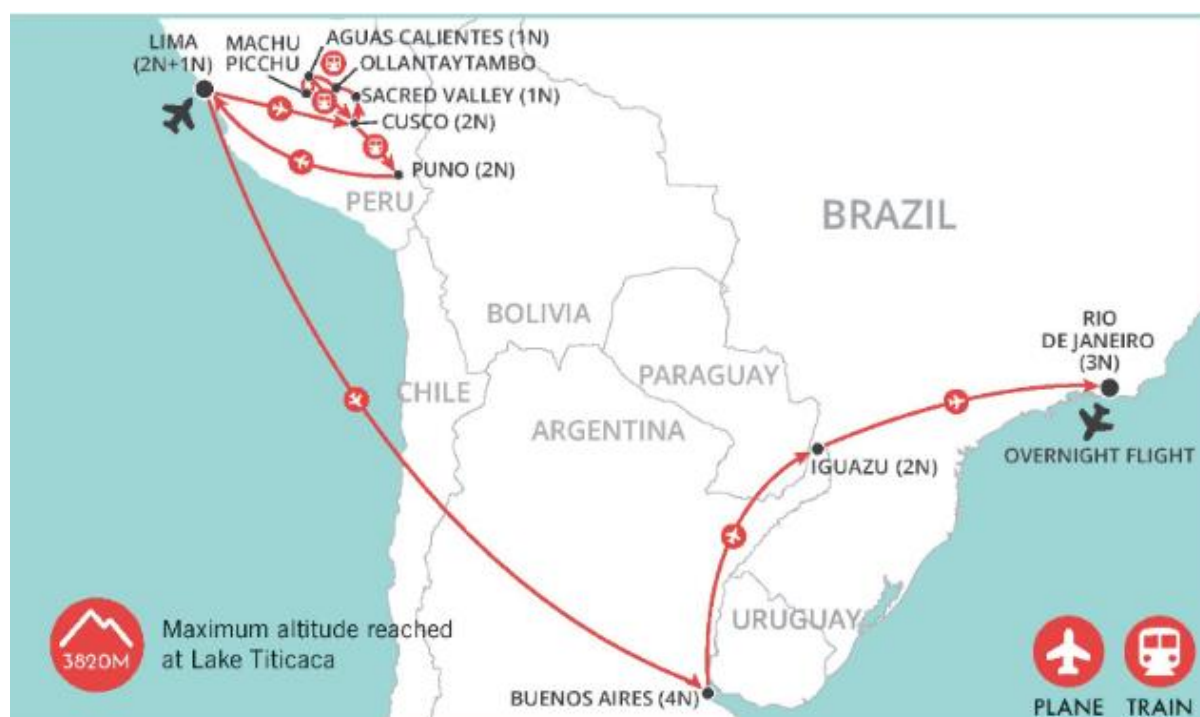 LIMA
(2N+1N)
MACHU
PICCHU
AGUAS CALIENTES (1N)
OLLANTAYTAMBO
SACRED VALLEY (1N)
CUSCO (2N)
PUNO (2N)
PERU
BRAZIL
BOLIVIA
RIO
DE JANEIRO
(3N)
PARAGUAY
CHILE
ARGENTINA
OVERNIGHT FLIGHT
IGUAZU (2N)
URUGUAY
3820M
Maximum altitude reached
at Lake Titicaca
BUENOS AIRES (4N)
PLANE
TRAIN